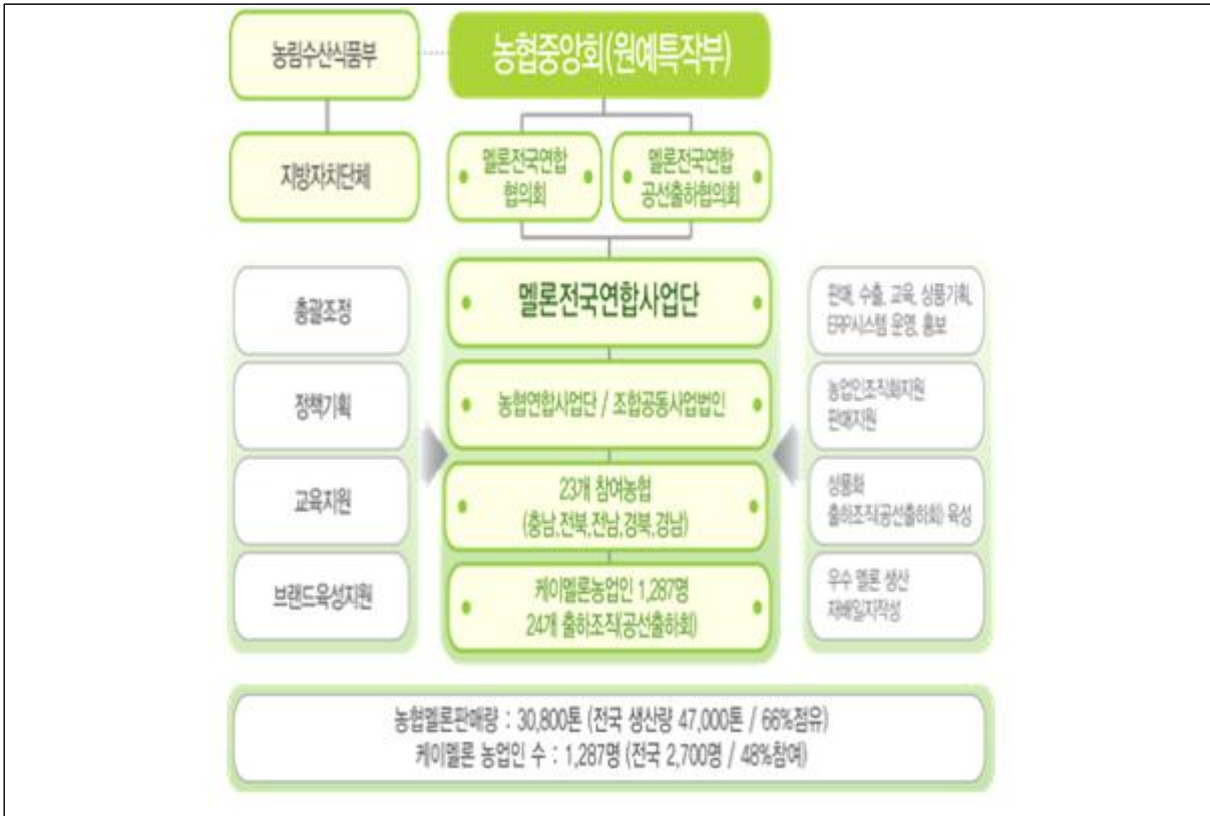 농림수산식품부
농협중앙회(원예특작부)
지방자치단체
멜론전국연합
협의회
멜론전국연합
공선출하협의회
총괄조정
정책기획
교육지원
브랜드육성지원
멜론전국연합사업단
농협연합사업단 / 조합공동사업법인
23개 참여농협
(충남,전북,전남,경북,경남)
케이멜론농업인 1,287명
24개 출하조직(공선출하회)
판매, 수출, 교육, 상품기획,
ERP시스템 운영, 홍보
농업인조직화지원
판매지원
상품화
출하조직(공선출하회) 육성
우수 멜론 생산
재배일지작성
농협멜론판매량 : 30,800톤 (전국 생산량 47,000톤 / 66%점유)
케이멜론 농업인 수 : 1,287명 (전국 2,700명 / 48%참여)